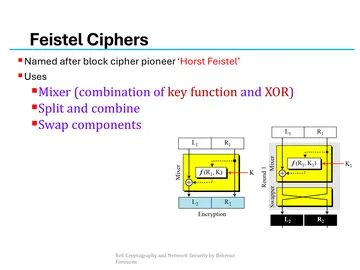 Feistel Ciphers
Named after block cipher pioneer ‘Horst Feistel’
Uses
Mixer (combination of key function and XOR)
Split and combine
Swap components
L1 R1
Mixer
f(R1, K)
K
L2 R2
Encryption
L1 R1
Round 1
Mixer
f(R1, K1)
K1
Swapper
L2 R2
Ref: Cryptography and Network Security by Behrouz
Forouzan